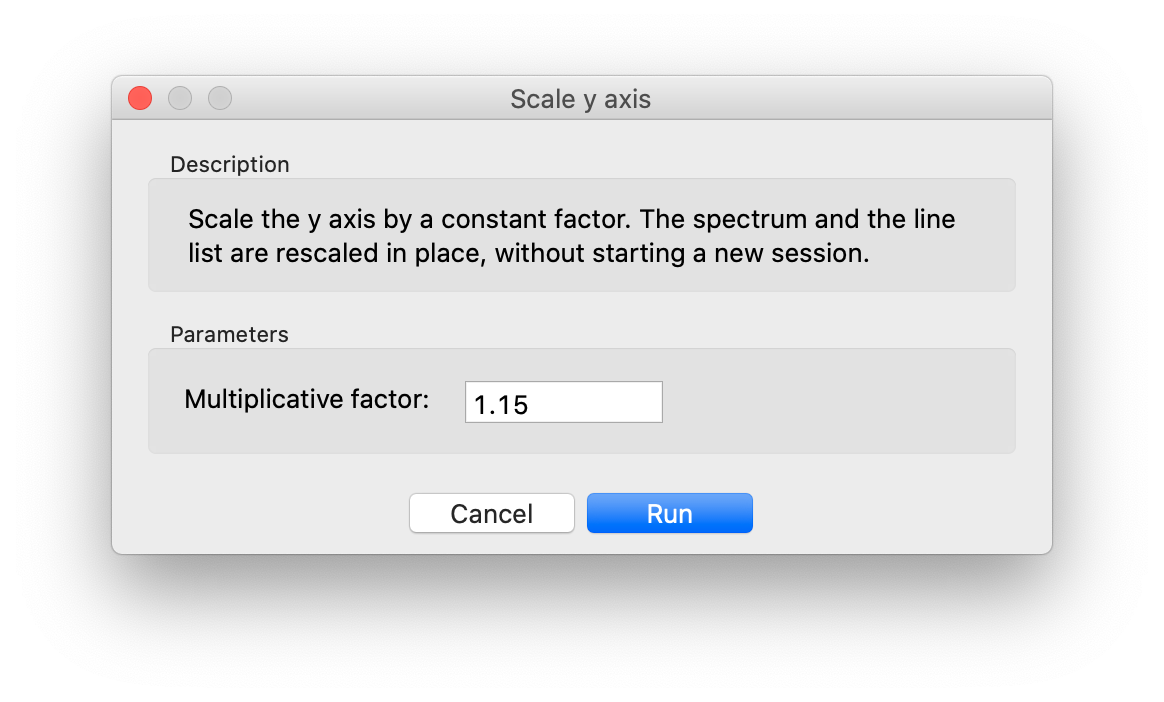 Scale y axis
Description
Scale the y axis by a constant factor. The spectrum and the line
list are rescaled in place, without starting a new session.
Parameters
Multiplicative factor: 1.15
Cancel Run